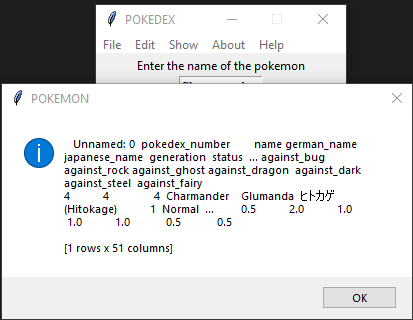 POKEDEX
File Edit Show About Help
Enter the name of the pokemon
POKEMON
Unnamed: 0 pokedex_number name german_name
japanese_name generation status ... against_bug
against_rock against_ghost against_dragon against_dark
against_steel against_fairy
4 4 4 Charmander Glumanda ヒトカゲ
(Hitokage) 1 Normal ... 0.5 2.0 1.0
1.0 1.0 0.5 0.5
[1 rows x 51 columns]
OK